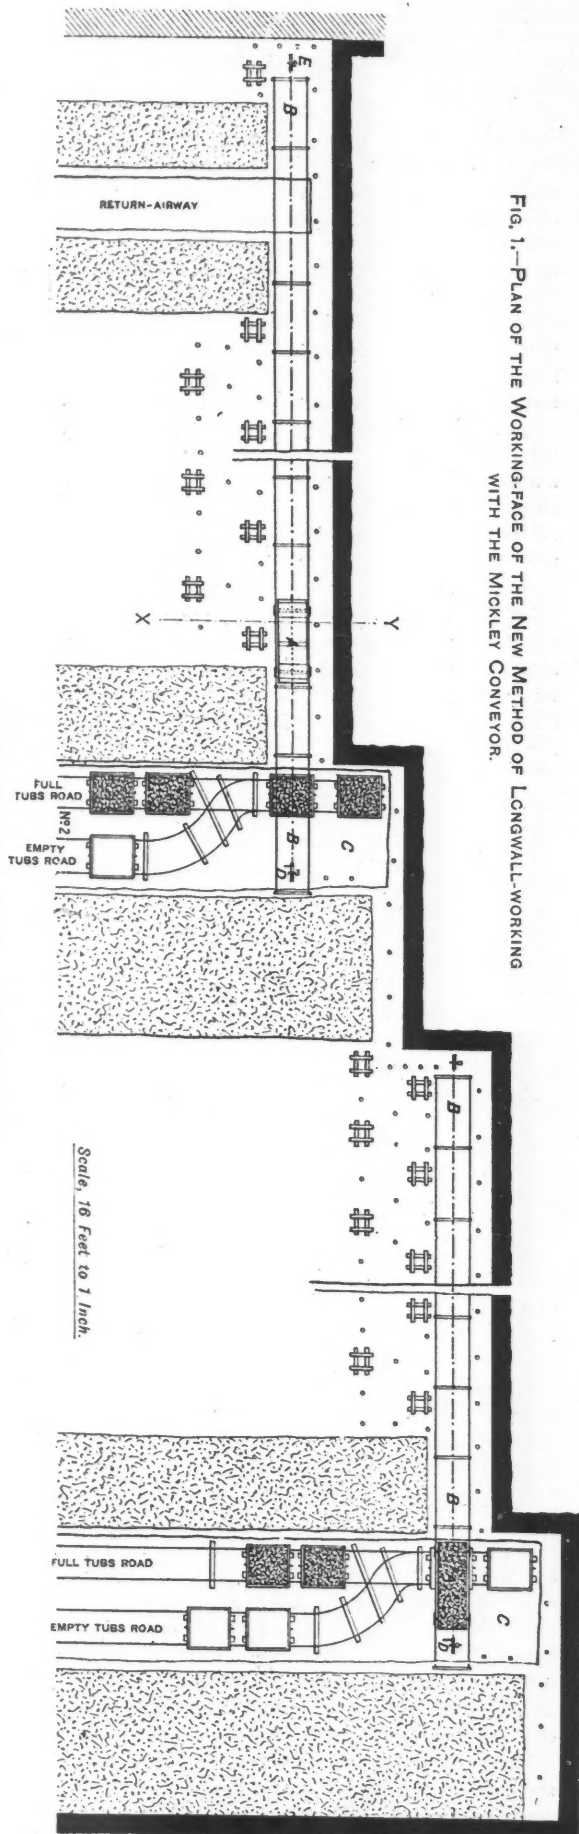 FIG. 1.—PLAN OF THE WORKING-FACE OF THE NEW METHOD OF LONGWALL-WORKING
WITH THE MICKLEY CONVEYOR.
E
B
RETURN-AIRWAY
X
Y
A
FULL
TUBS ROAD
Nº2
EMPTY
TUBS ROAD
B
D
C
B
Scale, 16 Feet to 1 Inch.
B
FULL TUBS ROAD
EMPTY TUBS ROAD
C
D